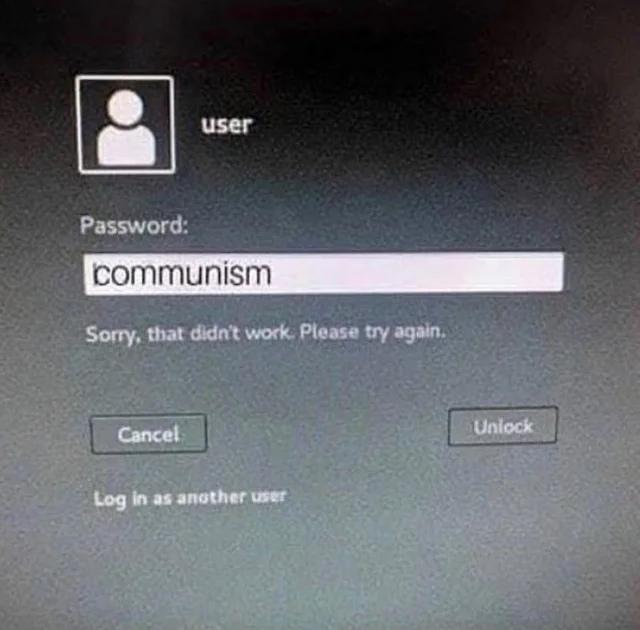 user
Password:
communism
Sorry, that didn't work. Please try again.
Cancel
Unlock
Log in as another user